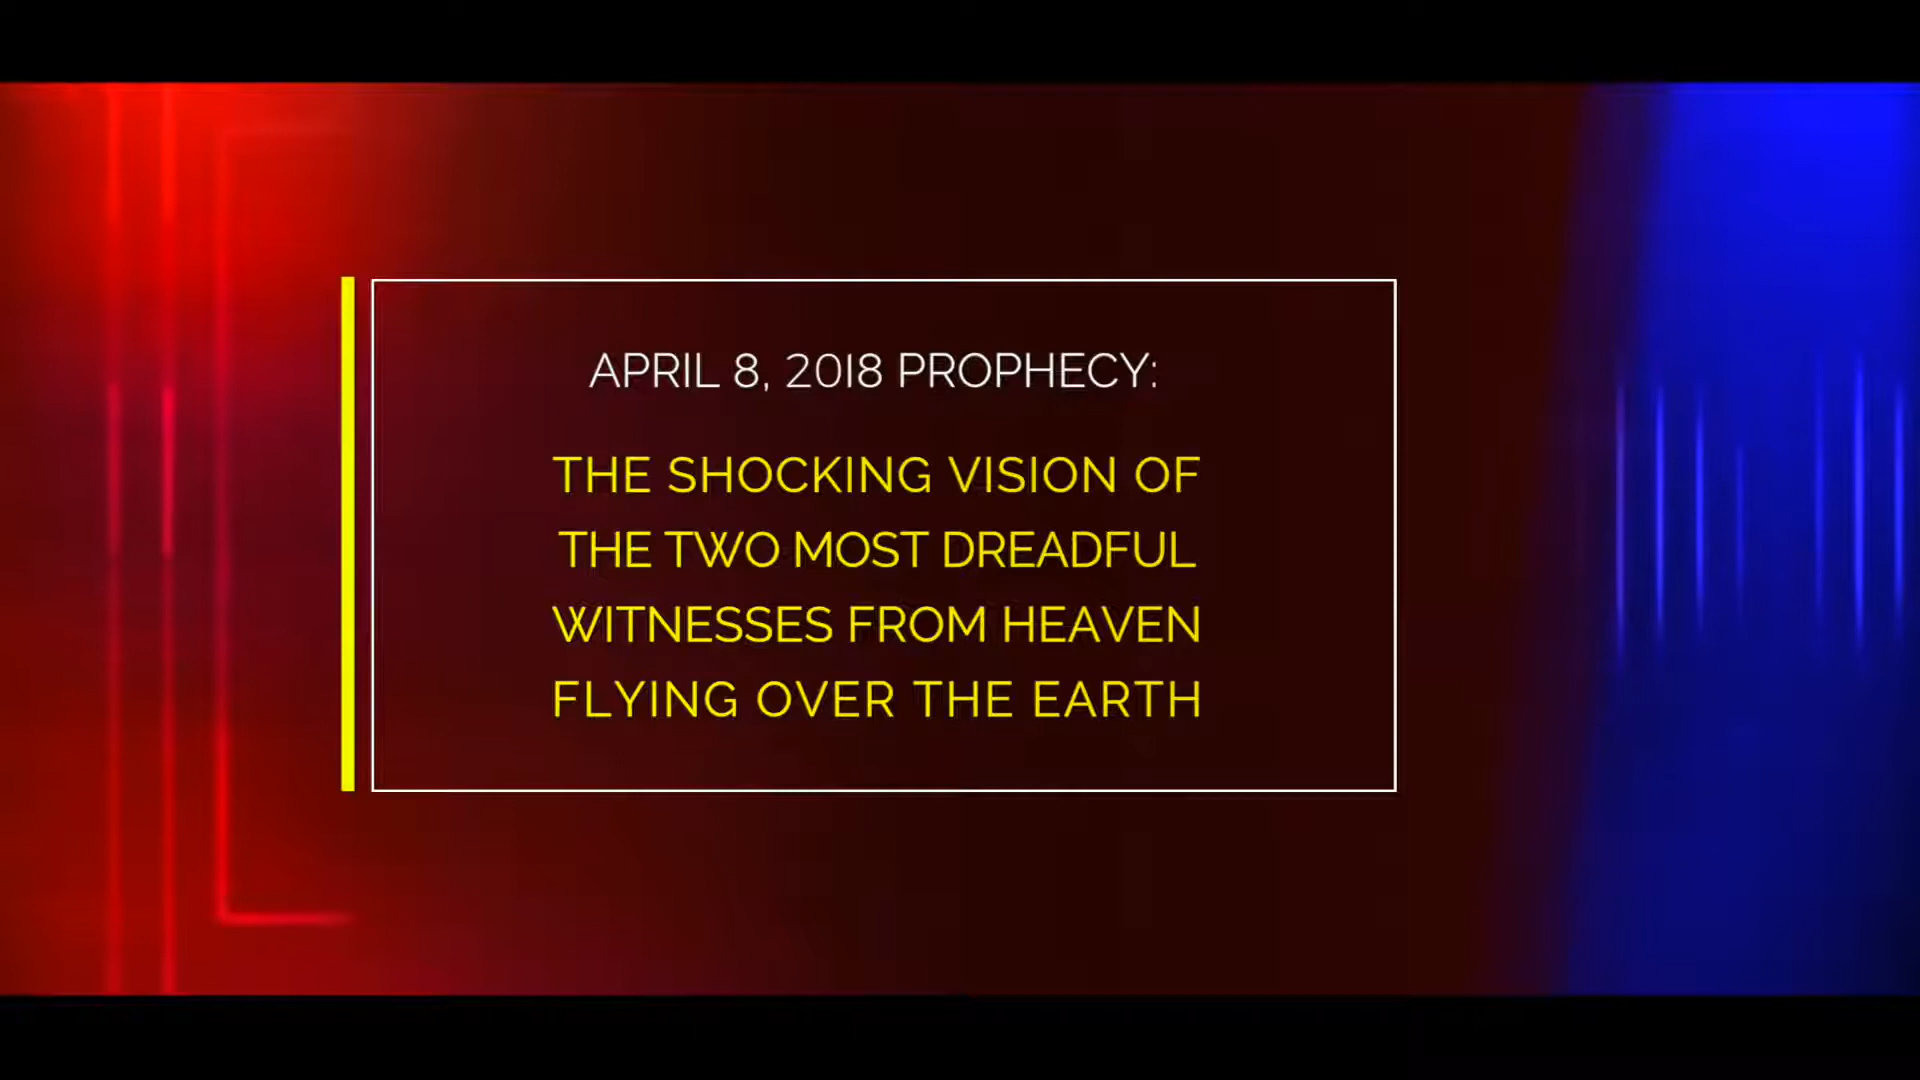 APRIL 8, 2018 PROPHECY:
THE SHOCKING VISION OF
THE TWO MOST DREADFUL
WITNESSES FROM HEAVEN
FLYING OVER THE EARTH